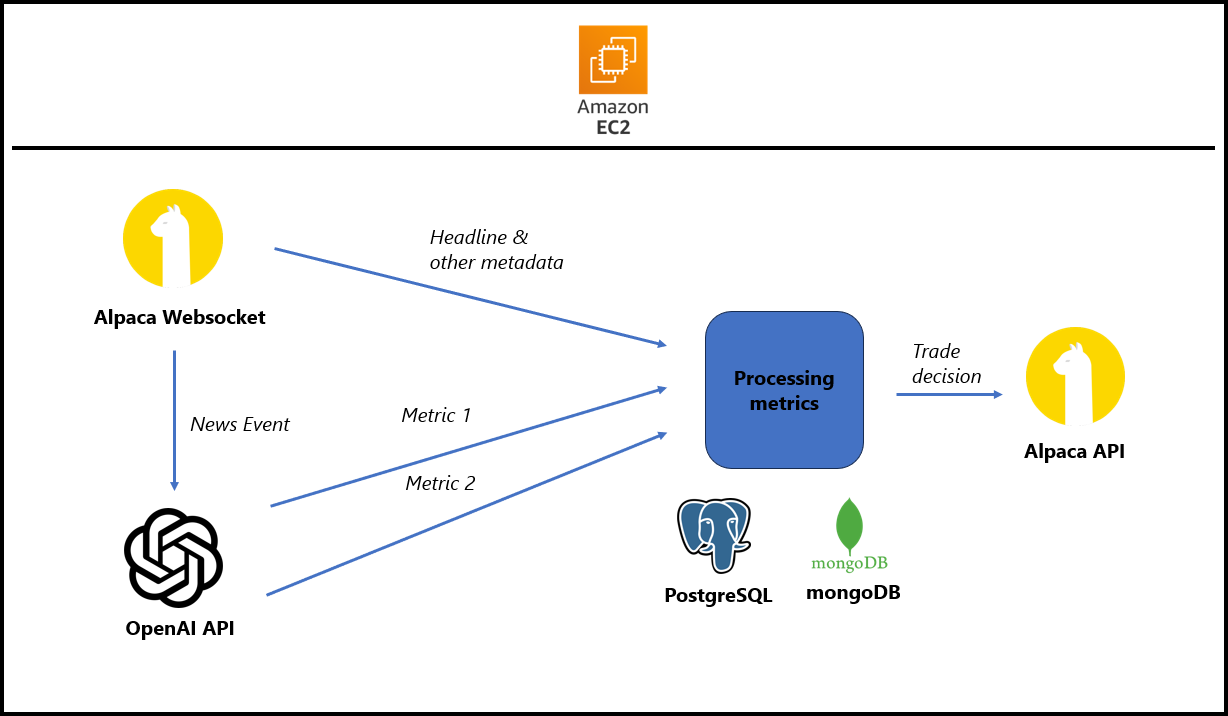 Amazon
EC2
Alpaca Websocket
Headline &
other metadata
News Event
Metric 1
Metric 2
OpenAI API
Processing
metrics
PostgreSQL
mongoDB
mongoDB
Trade
decision
Alpaca API